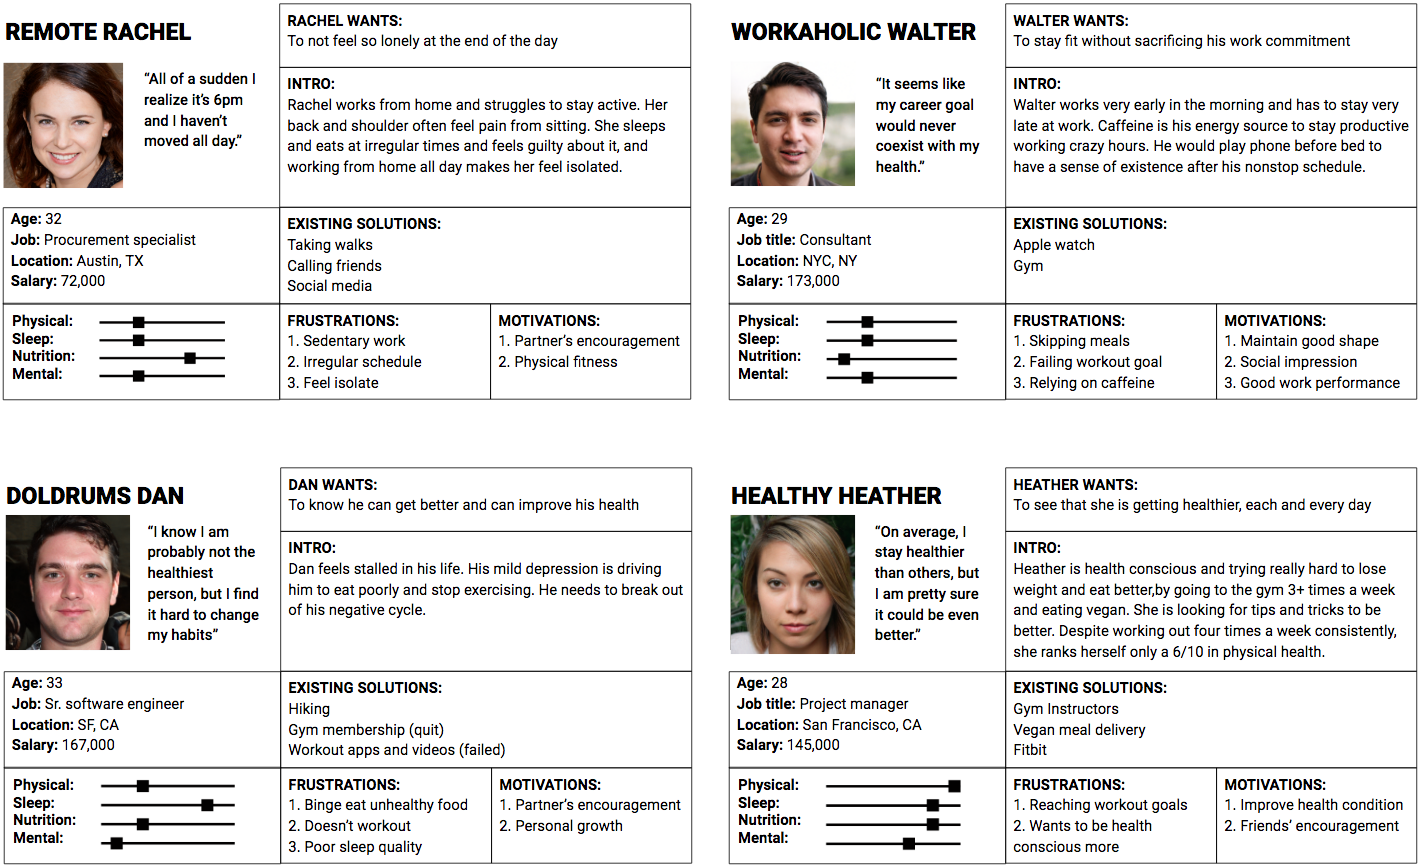 REMOTE RACHEL
“All of a sudden I
realize it’s 6pm
and I haven’t
moved all day.”
RACHEL WANTS:
To not feel so lonely at the end of the day
INTRO:
Rachel works from home and struggles to stay active. Her
back and shoulder often feel pain from sitting. She sleeps
and eats at irregular times and feels guilty about it, and
working from home all day makes her feel isolated.
Age: 32
Job: Procurement specialist
Location: Austin, TX
Salary: 72,000
EXISTING SOLUTIONS:
Taking walks
Calling friends
Social media
Physical:
Sleep:
Nutrition:
Mental:
FRUSTRATIONS:
1. Sedentary work
2. Irregular schedule
3. Feel isolate
MOTIVATIONS:
1. Partner’s encouragement
2. Physical fitness
WORKAHOLIC WALTER
“It seems like
my career goal
would never
coexist with my
health.”
WALTER WANTS:
To stay fit without sacrificing his work commitment
INTRO:
Walter works very early in the morning and has to stay very
late at work. Caffeine is his energy source to stay productive
working crazy hours. He would play phone before bed to
have a sense of existence after his nonstop schedule.
Age: 29
Job title: Consultant
Location: NYC, NY
Salary: 173,000
EXISTING SOLUTIONS:
Apple watch
Gym
Physical:
Sleep:
Nutrition:
Mental:
FRUSTRATIONS:
1. Skipping meals
2. Failing workout goal
3. Relying on caffeine
MOTIVATIONS:
1. Maintain good shape
2. Social impression
3. Good work performance
DOLDRUMS DAN
“I know I am
probably not the
healthiest
person, but I find
it hard to change
my habits”
DAN WANTS:
To know he can get better and can improve his health
INTRO:
Dan feels stalled in his life. His mild depression is driving
him to eat poorly and stop exercising. He needs to break out
of his negative cycle.
Age: 33
Job: Sr. software engineer
Location: SF, CA
Salary: 167,000
EXISTING SOLUTIONS:
Hiking
Gym membership (quit)
Workout apps and videos (failed)
Physical:
Sleep:
Nutrition:
Mental:
FRUSTRATIONS:
1. Binge eat unhealthy food
2. Doesn’t workout
3. Poor sleep quality
MOTIVATIONS:
1. Partner’s encouragement
2. Personal growth
HEALTHY HEATHER
“On average, I
stay healthier
than others, but
I am pretty sure
it could be even
better.”
HEATHER WANTS:
To see that she is getting healthier, each and every day
INTRO:
Heather is health conscious and trying really hard to lose
weight and eat better,by going to the gym 3+ times a week
and eating vegan. She is looking for tips and tricks to be
better. Despite working out four times a week consistently,
she ranks herself only a 6/10 in physical health.
Age: 28
Job title: Project manager
Location: San Francisco, CA
Salary: 145,000
EXISTING SOLUTIONS:
Gym Instructors
Vegan meal delivery
Fitbit
Physical:
Sleep:
Nutrition:
Mental:
FRUSTRATIONS:
1. Reaching workout goals
2. Wants to be health
conscious more
MOTIVATIONS:
1. Improve health condition
2. Friends’ encouragement